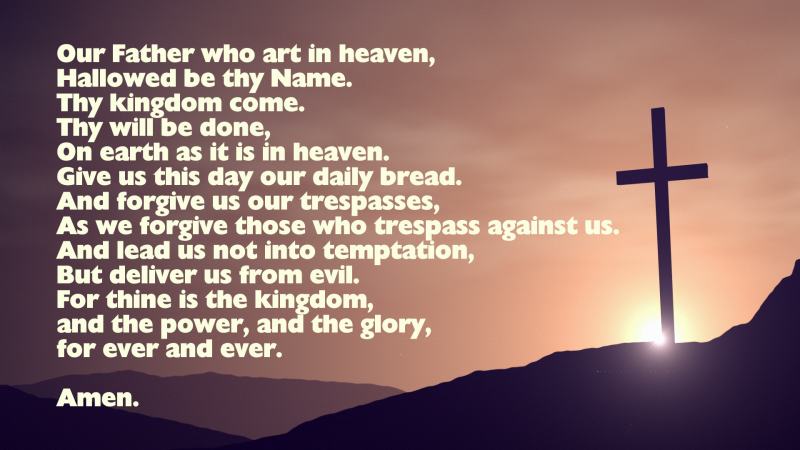 Our Father who art in heaven,
Hallowed be thy Name.
Thy kingdom come.
Thy will be done,
On earth as it is in heaven.
Give us this day our daily bread.
And forgive us our trespasses,
As we forgive those who trespass against us.
And lead us not into temptation,
But deliver us from evil.
For thine is the kingdom,
and the power, and the glory,
for ever and ever.
Amen.